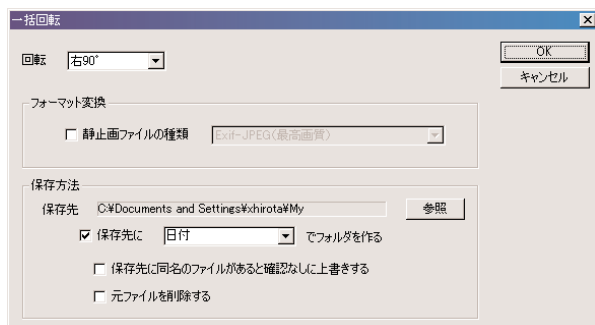 一括回転
回転 右90°
OK
キャンセル
フォーマット変換
静止画ファイルの種類 Exif-JPEG(最高画質)
保存方法
保存先 C:¥Documents and Settings¥xhirota¥My 参照
保存先に 日付 でフォルダを作る
保存先に同名のファイルがあると確認なしに上書きする
元ファイルを削除する